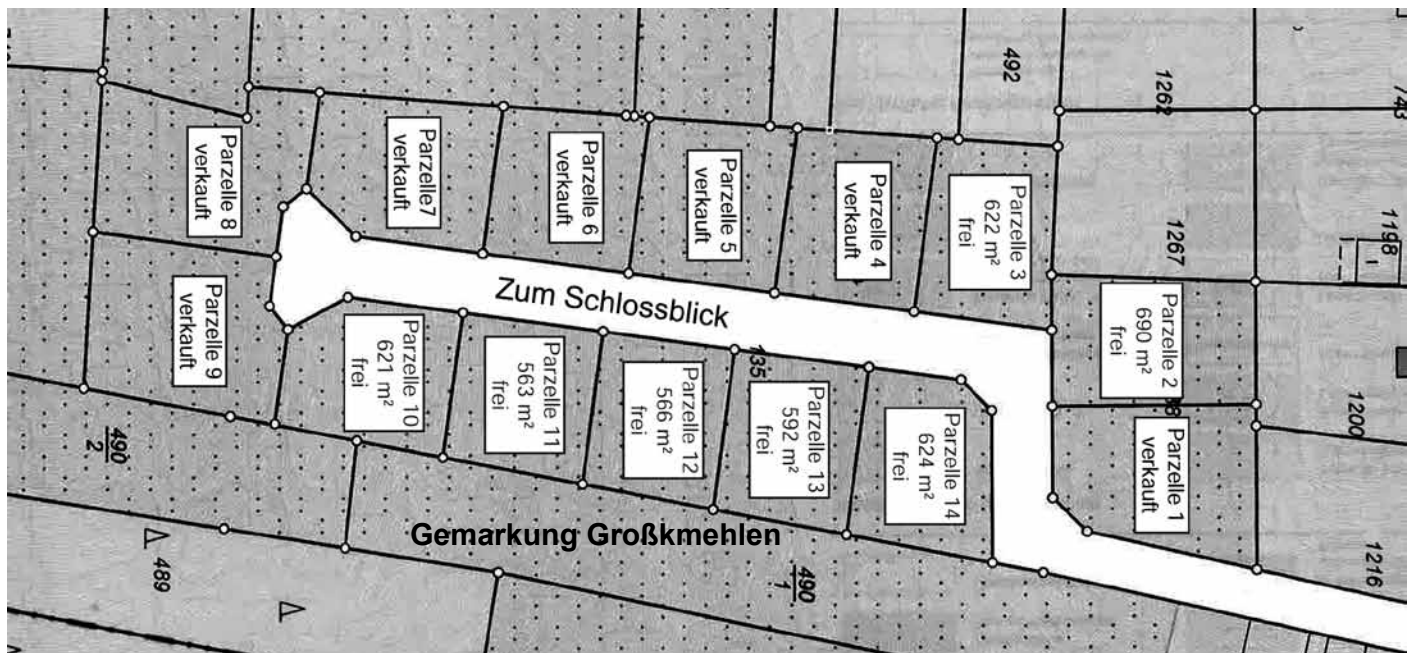 492
1262
743
1198
1267
1200
1216
Parzelle 8
verkauft
Parzelle7
verkauft
Parzelle 6
verkauft
Parzelle 5
verkauft
Parzelle 4
verkauft
Parzelle 3
622 m²
frei
Parzelle 2
690 m²
frei
Parzelle 1
verkauft
Zum Schlossblick
Parzelle 9
verkauft
Parzelle 10
621 m²
frei
Parzelle 11
563 m²
frei
Parzelle 12
566 m²
frei
Parzelle 13
592 m²
frei
Parzelle 14
624 m²
frei
Gemarkung Großkmehlen
490
2
490
1
489